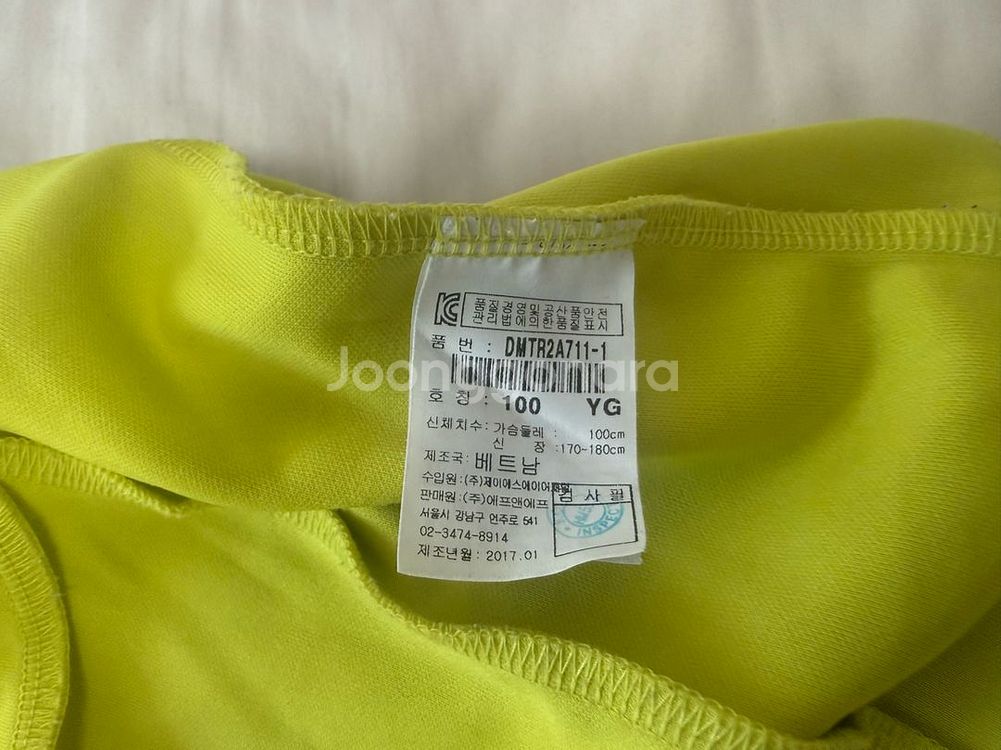 품질경영및공산품안전
관리법에의한품질표시
품 번 : DMTR2A711-1
Joonggonara
호칭 : 100 YG
신체치수: 가슴둘레 : 100cm
신 장 :170-180cm
제조국: 베트남
수입원:(주)제이에스에이어패럴
판매원:(주)에프앤에프
검 사 필
서울시 강남구 언주로 541
INSPEC
02-3474-8914
제조년월: 2017.01